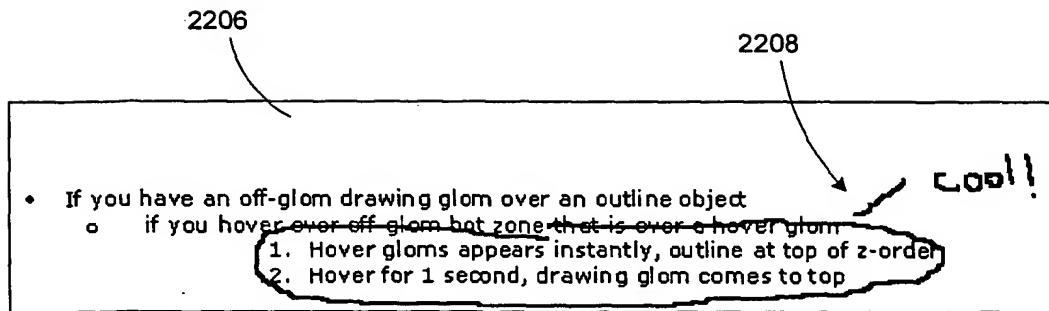 2206
2208
cool!!
• If you have an off-glom drawing glom over an outline object
o if you hover over off glom hot zone that is over a hover glom
1. Hover gloms appears instantly, outline at top of z-order
2. Hover for 1 second, drawing glom comes to top